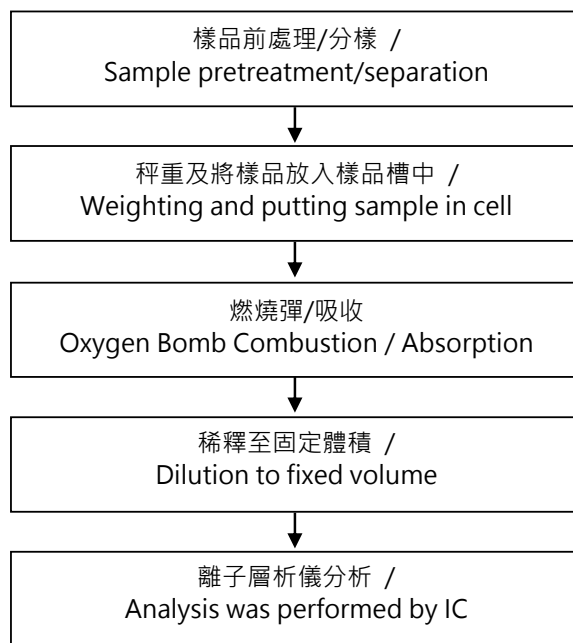 樣品前處理/分樣 /
Sample pretreatment/separation
秤重及將樣品放入樣品槽中 /
Weighting and putting sample in cell
燃燒彈/吸收
Oxygen Bomb Combustion / Absorption
稀釋至固定體積 /
Dilution to fixed volume
離子層析儀分析 /
Analysis was performed by IC